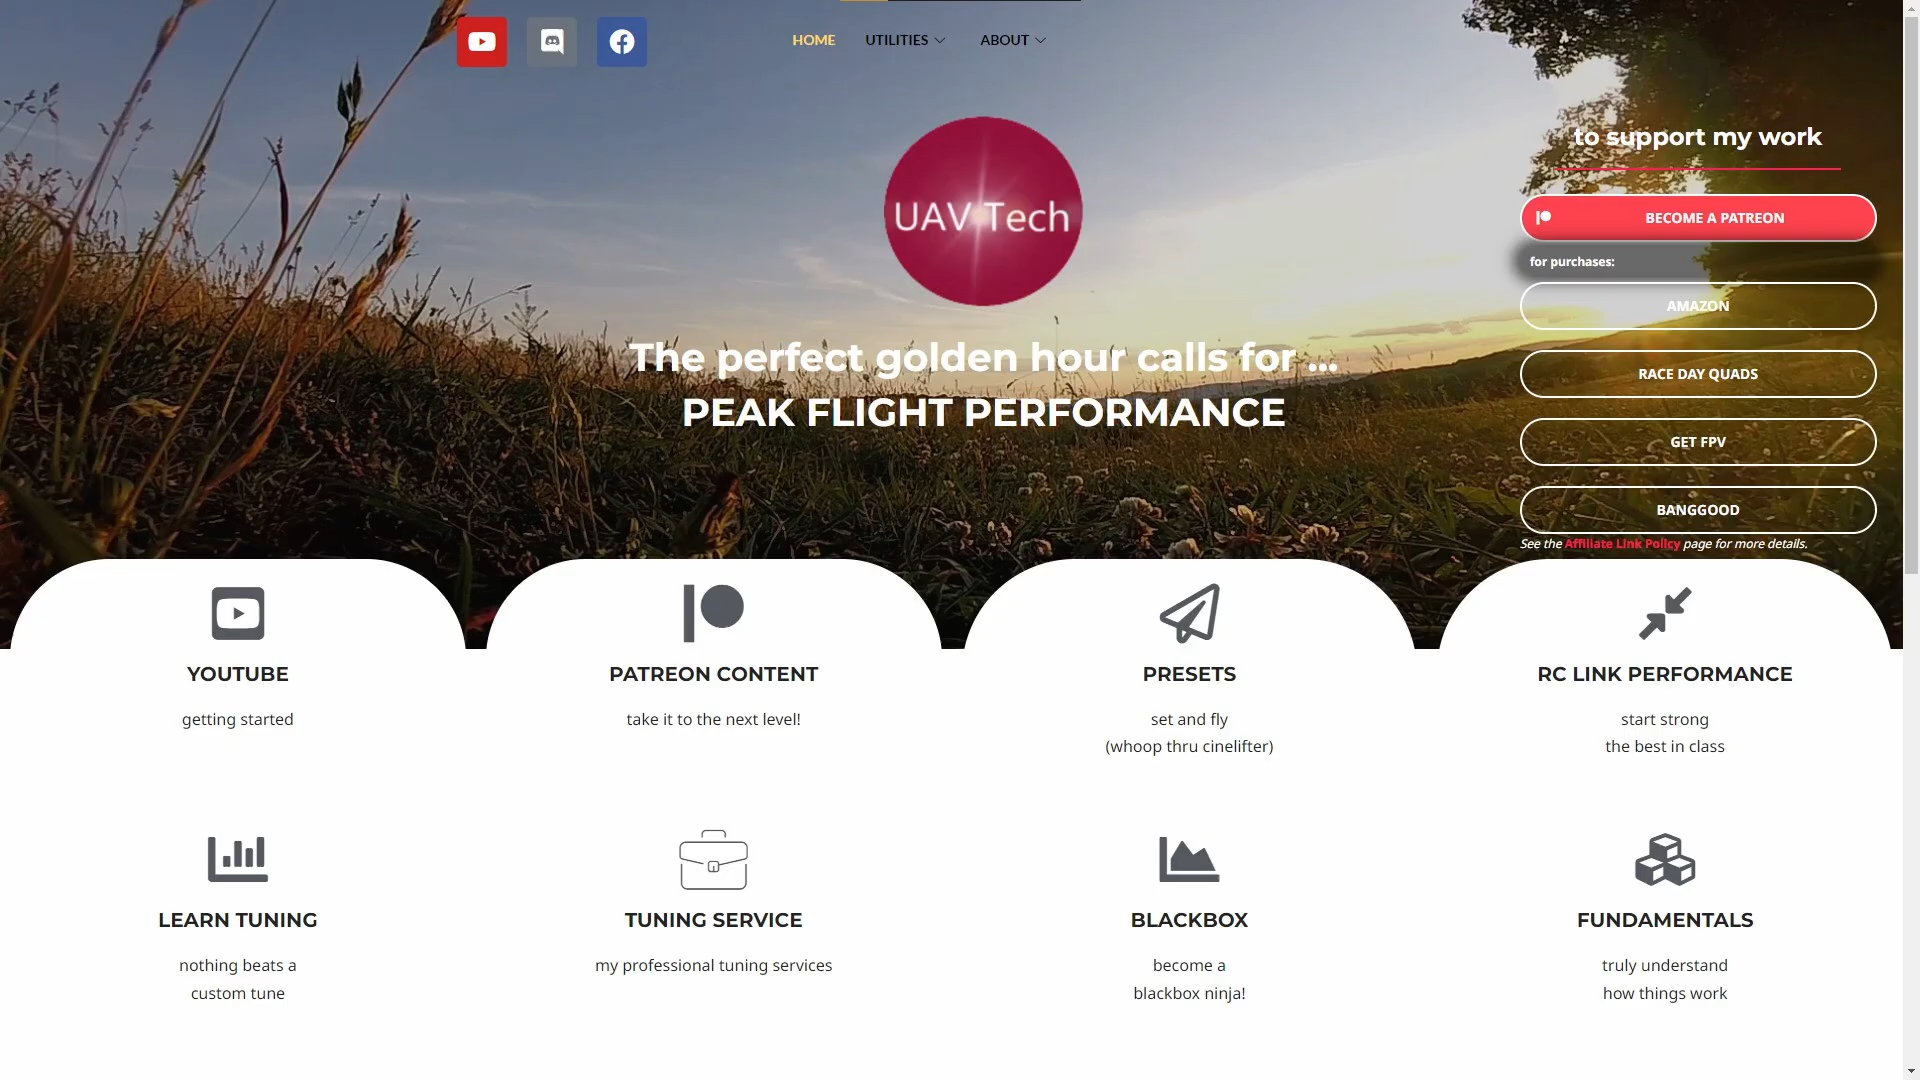 HOME
UTILITIES
ABOUT
UAV Tech
The perfect golden hour calls for ...
PEAK FLIGHT PERFORMANCE
to support my work
BECOME A PATREON
for purchases:
AMAZON
RACE DAY QUADS
GET FPV
BANGGOOD
See the Affiliate Link Policy page for more details.
YOUTUBE
getting started
PATREON CONTENT
take it to the next level!
PRESETS
set and fly
(whoop thru cinelifter)
RC LINK PERFORMANCE
start strong
the best in class
LEARN TUNING
nothing beats a
custom tune
TUNING SERVICE
my professional tuning services
BLACKBOX
become a
blackbox ninja!
FUNDAMENTALS
truly understand
how things work